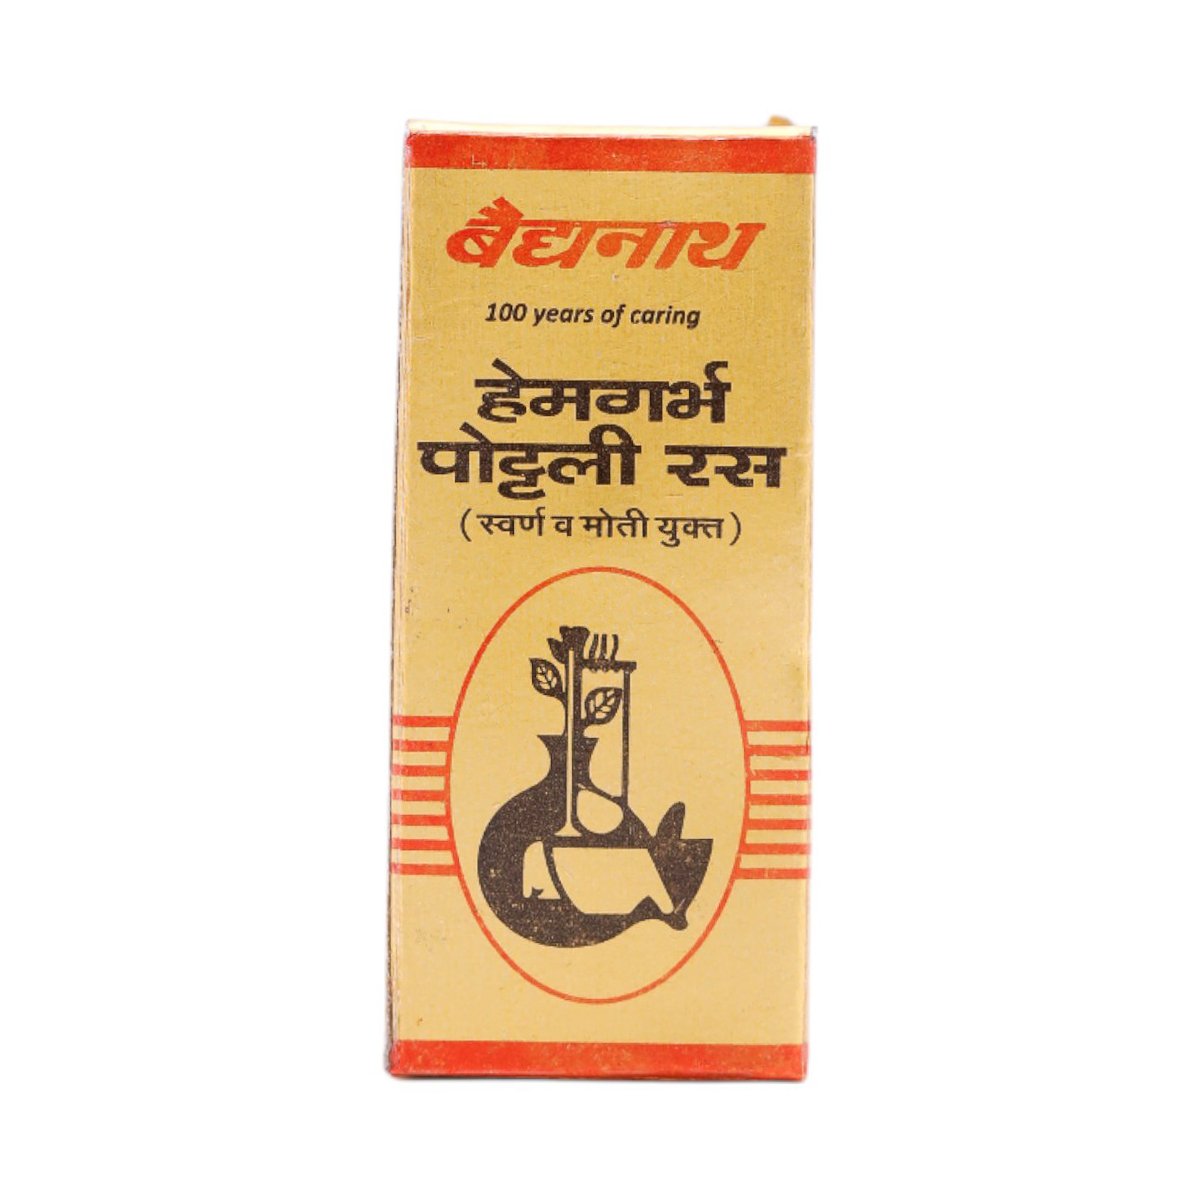 बैद्यनाथ
100 years of caring
हेमगर्भ
पोट्टली रस
(स्वर्ण व मोती युक्त)